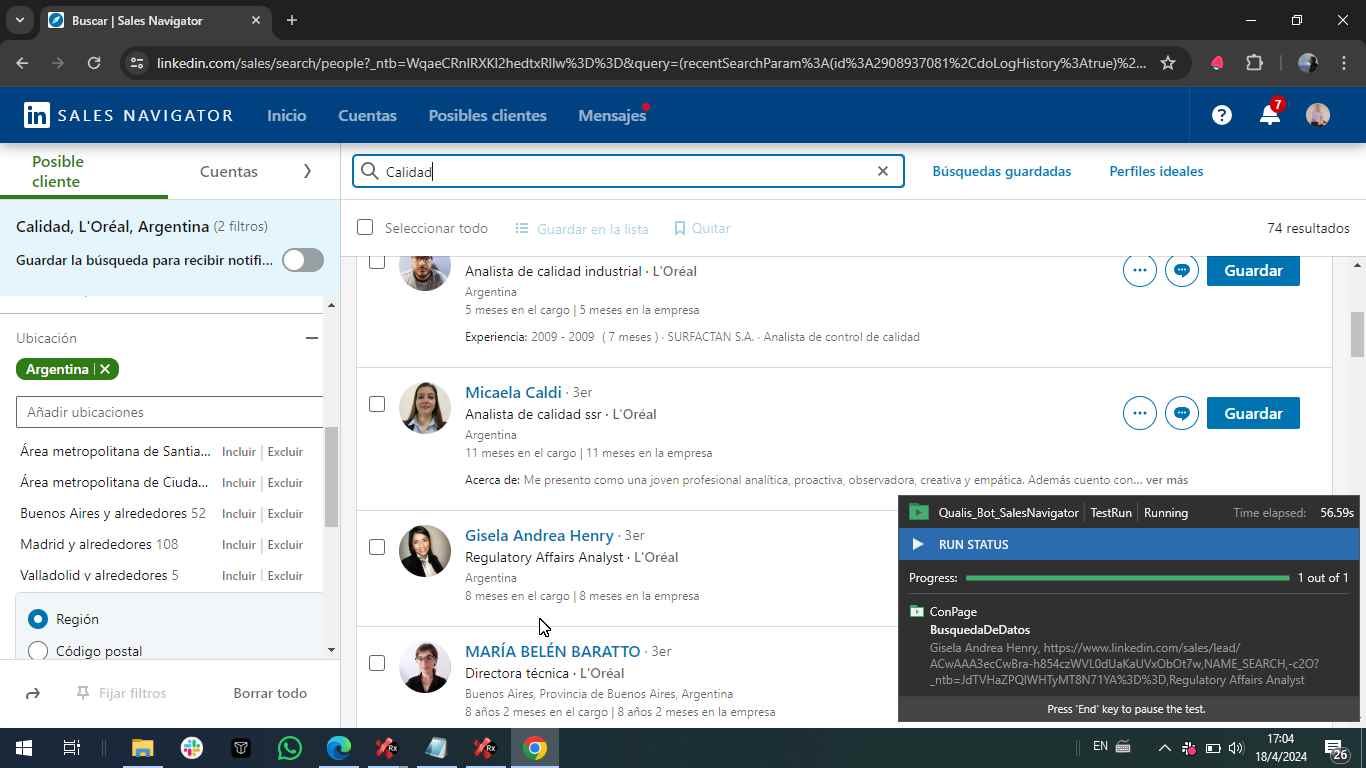 Buscar | Sales Navigator
linkedin.com/sales/search/people?_ntb=WqaeCRnIRXKI2hedtxRIIw%3D%3D&query=(recentSearchParam%3A(id%3A2908937081%2CdoLogHistory%3Atrue)%2...
in SALES NAVIGATOR
Inicio
Cuentas
Posibles clientes
Mensajes
7
Posible cliente
Cuentas
Calidad
Búsquedas guardadas
Perfiles ideales
Calidad, L'Oréal, Argentina (2 filtros)
Guardar la búsqueda para recibir notifi...
Seleccionar todo
Guardar en la lista
Quitar
74 resultados
Ubicación
Argentina
Añadir ubicaciones
Área metropolitana de Santia... Incluir | Excluir
Área metropolitana de Ciuda... Incluir | Excluir
Buenos Aires y alrededores 52 Incluir | Excluir
Madrid y alrededores 108 Incluir | Excluir
Valladolid y alrededores 5 Incluir | Excluir
Región
Código postal
Fijar filtros
Borrar todo
Analista de calidad industrial · L'Oréal
Argentina
5 meses en el cargo | 5 meses en la empresa
Experiencia: 2009 - 2009 ( 7 meses ) · SURFACTAN S.A. · Analista de control de calidad
Guardar
Micaela Caldi · 3er
Analista de calidad ssr · L'Oréal
Argentina
11 meses en el cargo | 11 meses en la empresa
Acerca de: Me presento como una joven profesional analítica, proactiva, observadora, creativa y empática. Además cuento con... ver más
Guardar
Gisela Andrea Henry · 3er
Regulatory Affairs Analyst · L'Oréal
Argentina
8 meses en el cargo | 8 meses en la empresa
MARÍA BELÉN BARATTO · 3er
Directora técnica · L'Oréal
Buenos Aires, Provincia de Buenos Aires, Argentina
8 años 2 meses en el cargo | 8 años 2 meses en la empresa
Qualis_Bot_SalesNavigator | TestRun | Running Time elapsed: 56.59s
RUN STATUS
Progress: 1 out of 1
ConPage
BusquedaDeDatos
Gisela Andrea Henry, https://www.linkedin.com/sales/lead/
ACwAAA3ecCwBra-h854czWVL0dUaKaUVxObOt7w,NAME_SEARCH,-c2O?
_ntb=JdTVHaZPQIWHTyMT8N71YA%3D%3D,Regulatory Affairs Analyst
Press 'End' key to pause the test.
Rx
Rx
EN
17:04
18/4/2024
26